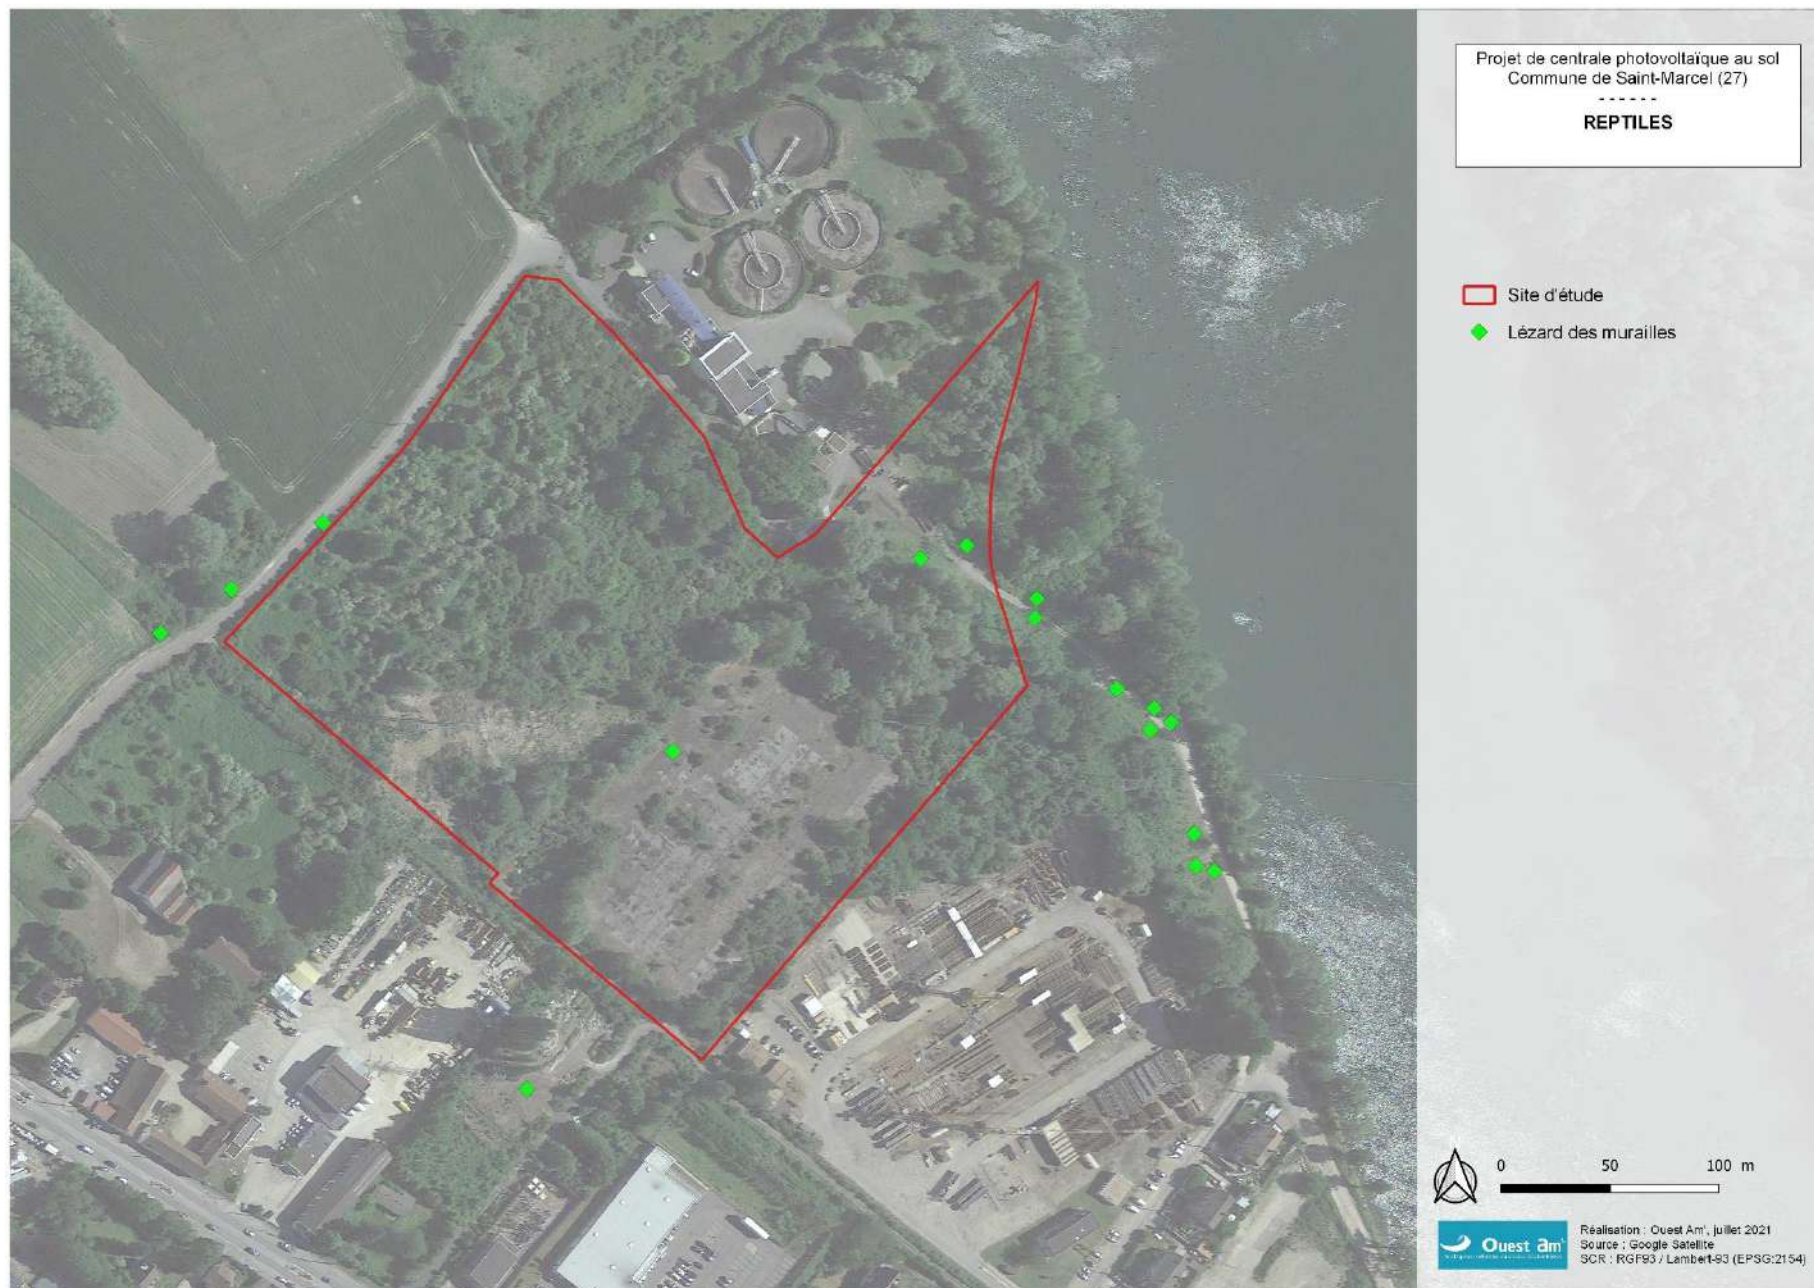 Projet de centrale photovoltaïque au sol
Commune de Saint-Marcel (27)
------
REPTILES
Site d'étude
Lézard des murailles
0 50 100 m
Ouest am'
Réalisation : Ouest Am', juillet 2021
Source : Google Satellite
SCR : RGF93 / Lambert-93 (EPSG:2154)